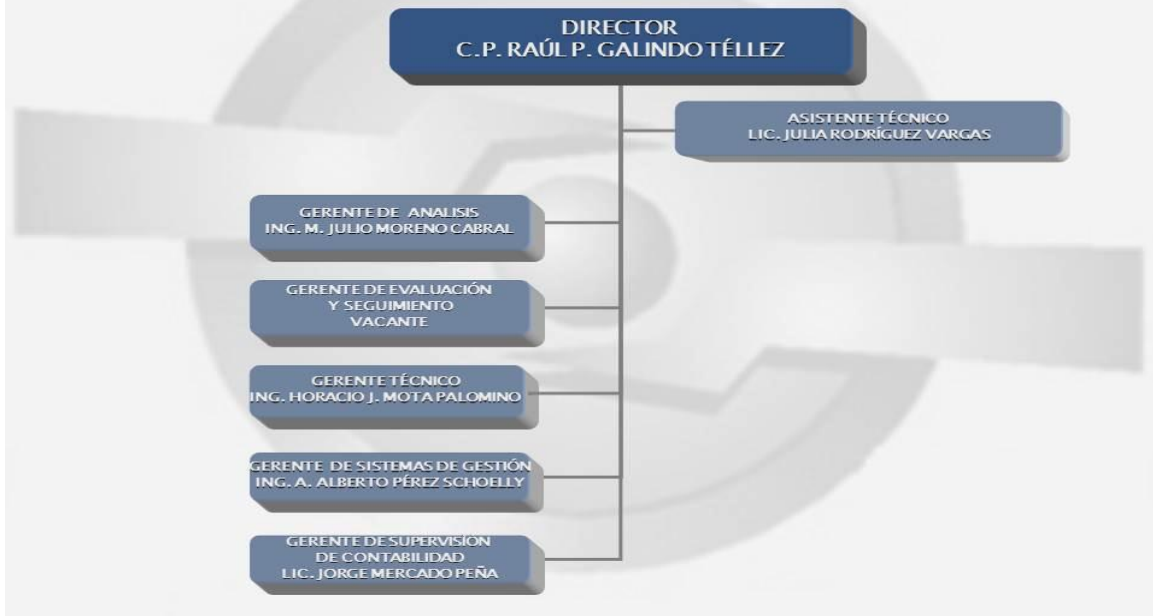 DIRECTOR
C.P. RAÚL P. GALINDO TÉLLEZ
ASISTENTE TÉCNICO
LIC. JULIA RODRÍGUEZ VARGAS
GERENTE DE ANALISIS
ING. M. JULIO MORENO CABRAL
GERENTE DE EVALUACIÓN
Y SEGUIMIENTO
VACANTE
GERENTE TÉCNICO
ING. HORACIO J. MOTA PALOMINO
GERENTE DE SISTEMAS DE GESTIÓN
ING. A. ALBERTO PÉREZ SCHOELLY
GERENTE DE SUPERVISÍON
DE CONTABILIDAD
LIC. JORGE MERCADO PEÑA